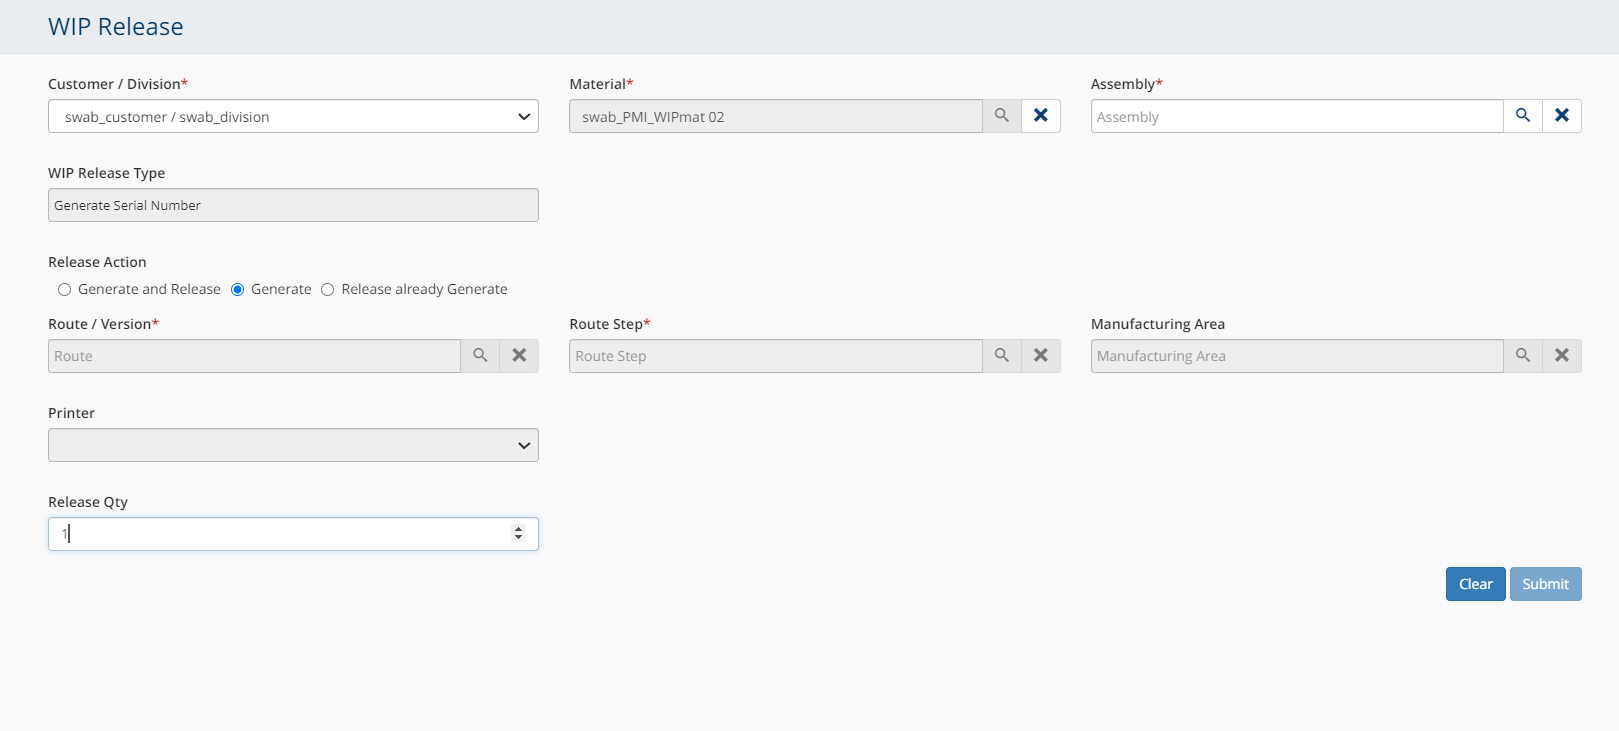 WIP Release
Customer / Division* Material* Assembly*
swab_customer / swab_division swab_PMI_WIPmat 02 Assembly
WIP Release Type
Generate Serial Number
Release Action
Generate and Release Generate Release already Generate
Route / Version* Route Step* Manufacturing Area
Route Route Step Manufacturing Area
Printer
Release Qty
1
Clear Submit